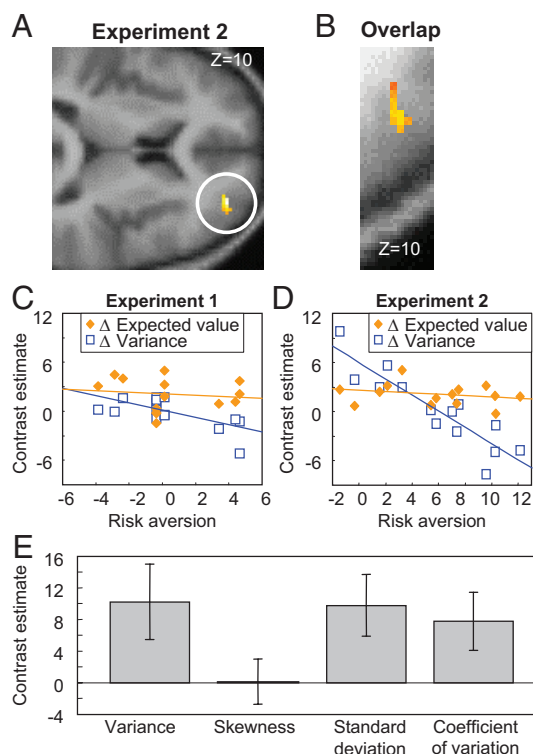 A
Experiment 2
Z=10
B
Overlap
Z=10
C
Experiment 1
12
6
0
-6
Contrast estimate
Δ Expected value
Δ Variance
-6 -4 -2 0 2 4 6
Risk aversion
D
Experiment 2
12
6
0
-6
Δ Expected value
Δ Variance
-2 0 2 4 6 8 10 12
Risk aversion
E
16
12
8
4
0
-4
Contrast estimate
Variance
Skewness
Standard
deviation
Coefficient
of variation